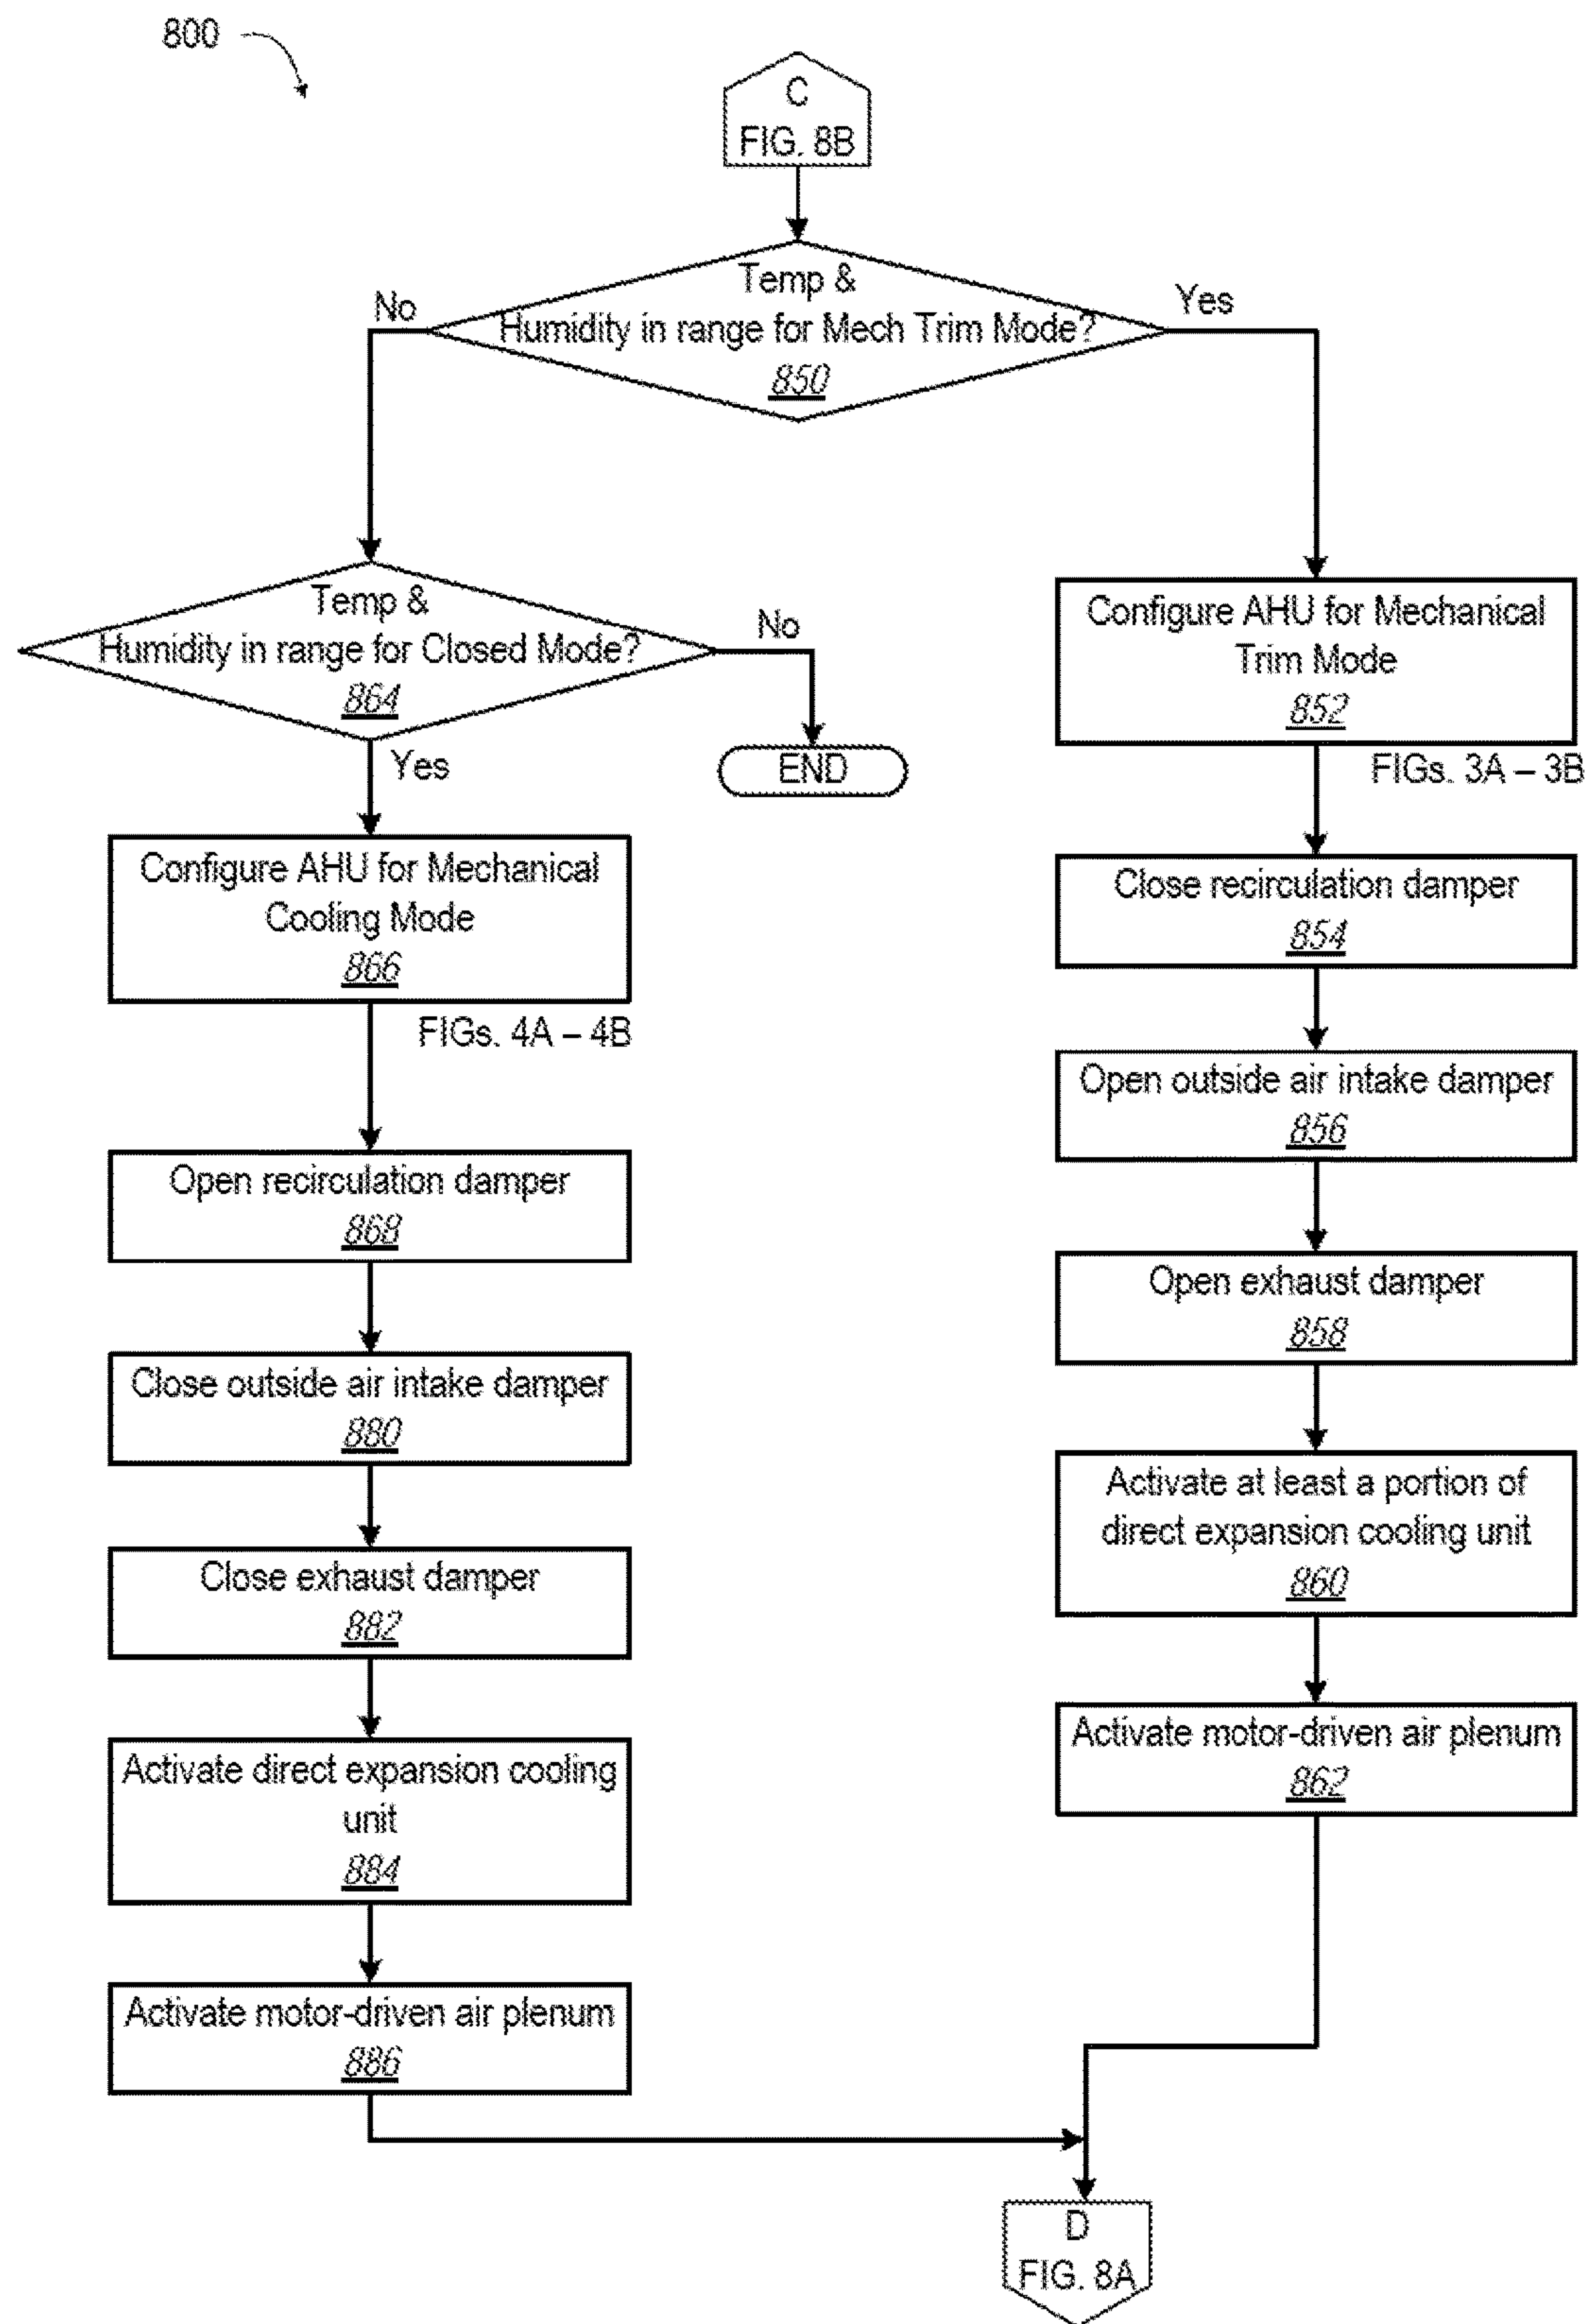 800
C
FIG. 8B
Temp &
Humidity in range for Mech Trim Mode?
850
No
Yes
Temp &
Humidity in range for Closed Mode?
864
No
Yes
END
Configure AHU for Mechanical
Trim Mode
852
FIGs. 3A – 3B
Configure AHU for Mechanical
Cooling Mode
866
FIGs. 4A – 4B
Close recirculation damper
854
Open outside air intake damper
856
Open recirculation damper
868
Open exhaust damper
858
Close outside air intake damper
880
Activate at least a portion of
direct expansion cooling unit
860
Close exhaust damper
882
Activate motor-driven air plenum
862
Activate direct expansion cooling
unit
884
Activate motor-driven air plenum
886
D
FIG. 8A